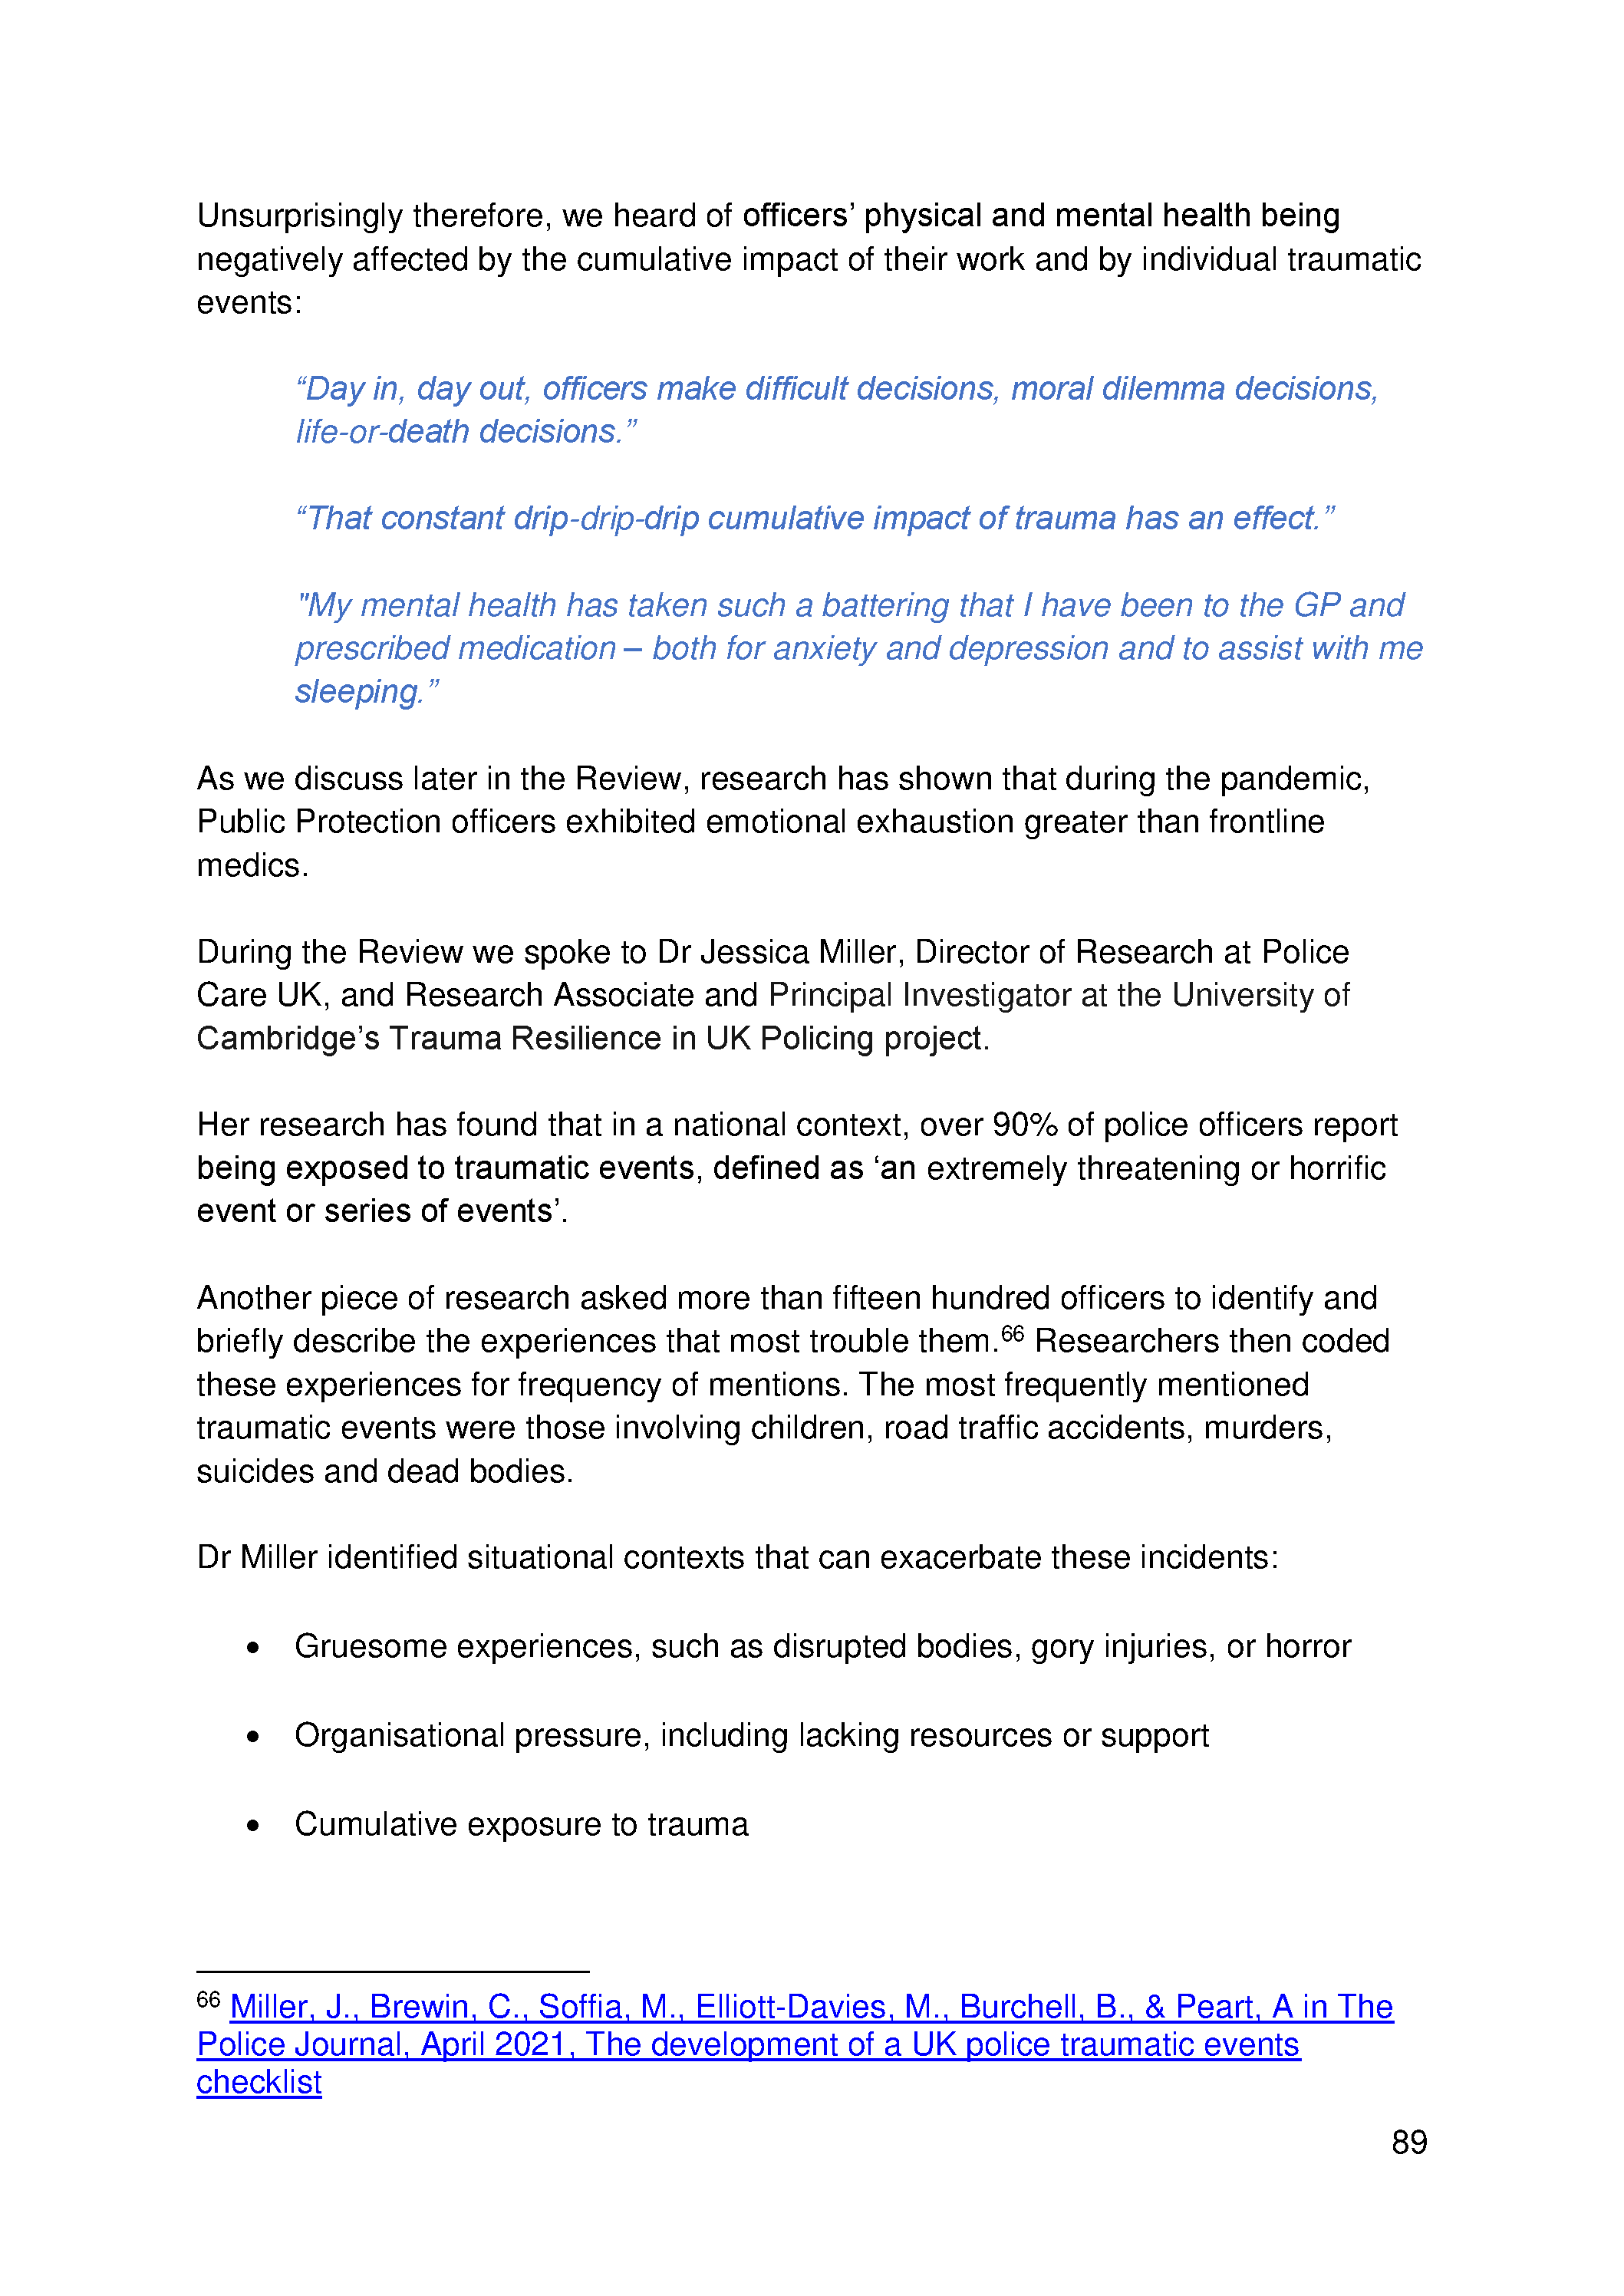 Unsurprisingly therefore, we heard of officers’ physical and mental health being
negatively affected by the cumulative impact of their work and by individual traumatic
events:
“Day in, day out, officers make difficult decisions, moral dilemma decisions,
life-or-death decisions.”
“That constant drip-drip-drip cumulative impact of trauma has an effect.”
"My mental health has taken such a battering that I have been to the GP and
prescribed medication – both for anxiety and depression and to assist with me
sleeping.”
As we discuss later in the Review, research has shown that during the pandemic,
Public Protection officers exhibited emotional exhaustion greater than frontline
medics.
During the Review we spoke to Dr Jessica Miller, Director of Research at Police
Care UK, and Research Associate and Principal Investigator at the University of
Cambridge’s Trauma Resilience in UK Policing project.
Her research has found that in a national context, over 90% of police officers report
being exposed to traumatic events, defined as ‘an extremely threatening or horrific
event or series of events’.
Another piece of research asked more than fifteen hundred officers to identify and
briefly describe the experiences that most trouble them.⁶⁶ Researchers then coded
these experiences for frequency of mentions. The most frequently mentioned
traumatic events were those involving children, road traffic accidents, murders,
suicides and dead bodies.
Dr Miller identified situational contexts that can exacerbate these incidents:
• Gruesome experiences, such as disrupted bodies, gory injuries, or horror
• Organisational pressure, including lacking resources or support
• Cumulative exposure to trauma
⁶⁶ Miller, J., Brewin, C., Soffia, M., Elliott-Davies, M., Burchell, B., & Peart, A in The
Police Journal, April 2021, The development of a UK police traumatic events
checklist
89